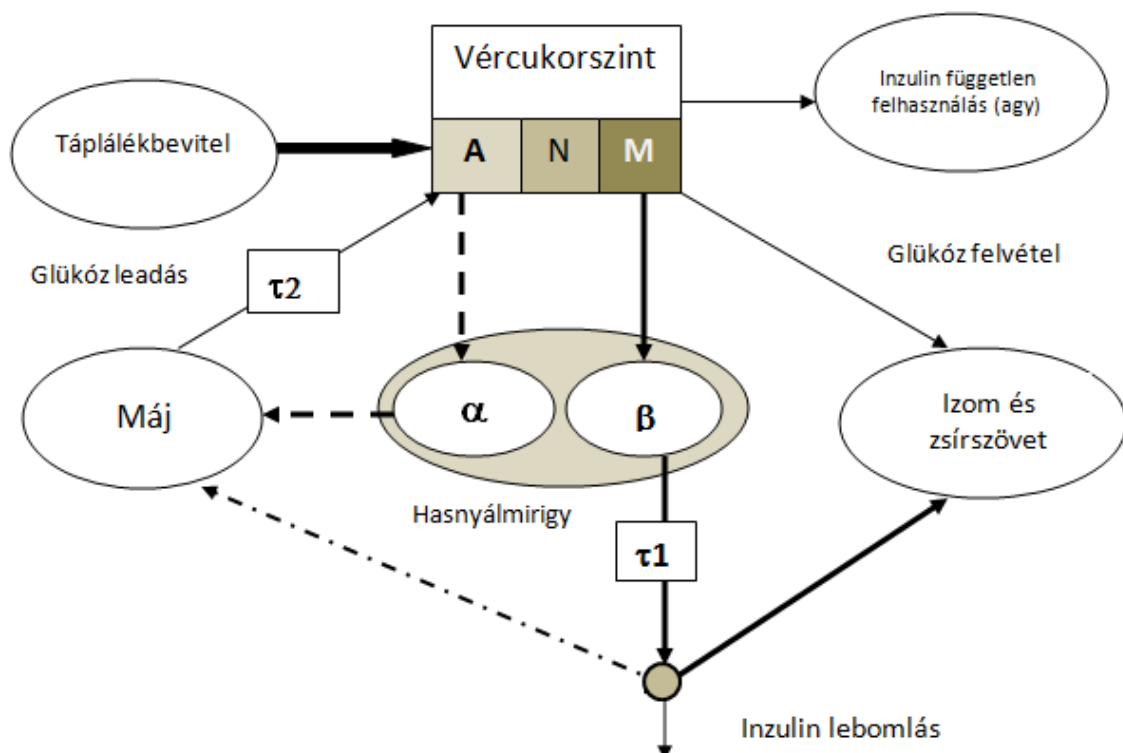 Vércukorszint
Inzulin független
felhasználás (agy)
Táplálékbevitel
A N M
Glükóz leadás
τ2
Glükóz felvétel
Máj
α
β
Izom és
zsírszövet
Hasnyálmirigy
τ1
Inzulin lebomlás